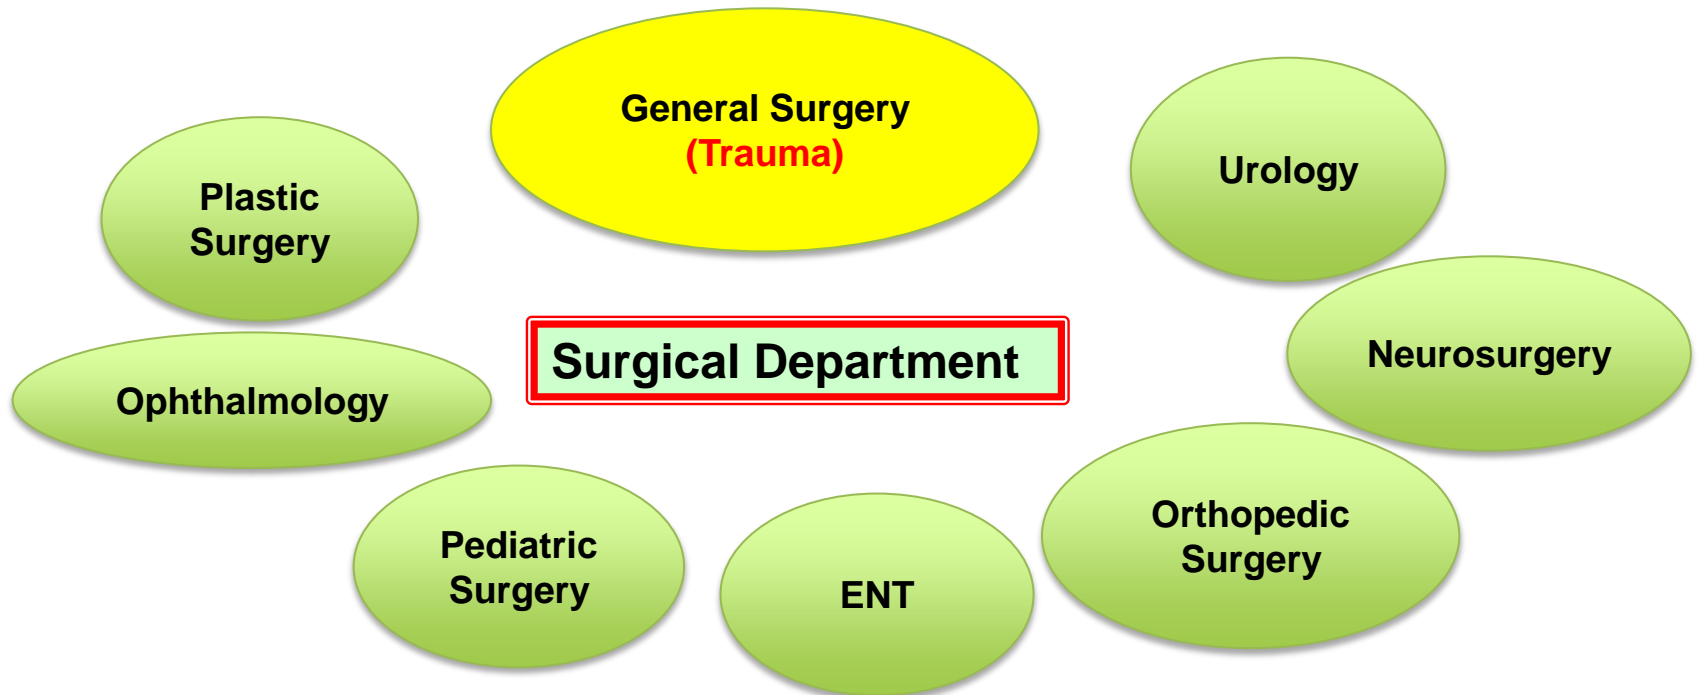 General Surgery
(Trauma)
Urology
Plastic
Surgery
Surgical Department
Neurosurgery
Ophthalmology
Orthopedic
Surgery
Pediatric
Surgery
ENT